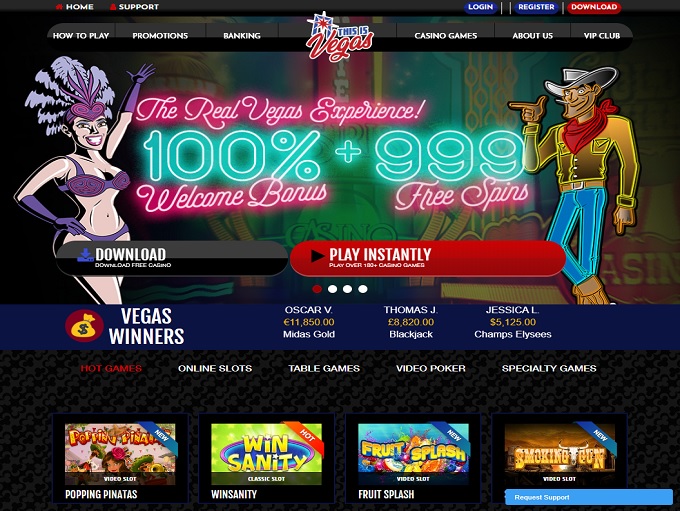 HOME
SUPPORT
LOGIN
REGISTER
DOWNLOAD
THIS IS
Vegas
HOW TO PLAY
PROMOTIONS
BANKING
CASINO GAMES
ABOUT US
VIP CLUB
The Real Vegas Experience!
100% + 999
Welcome Bonus
Free Spins
DOWNLOAD
DOWNLOAD FREE CASINO
PLAY INSTANTLY
PLAY OVER 180+ CASINO GAMES
VEGAS
WINNERS
OSCAR V.
€11,850.00
Midas Gold
THOMAS J.
£8,820.00
Blackjack
JESSICA L.
$5,125.00
Champs Elysees
HOT GAMES
ONLINE SLOTS
TABLE GAMES
VIDEO POKER
SPECIALTY GAMES
POPPING PINATAS
NEW
VIDEO SLOT
POPPING PINATAS
WIN
SANITY
HOT
CLASSIC SLOT
WINSANITY
FRUIT SPLASH
NEW
VIDEO SLOT
FRUIT SPLASH
SMOKING GUN
NEW
VIDEO SLOT
Request Support